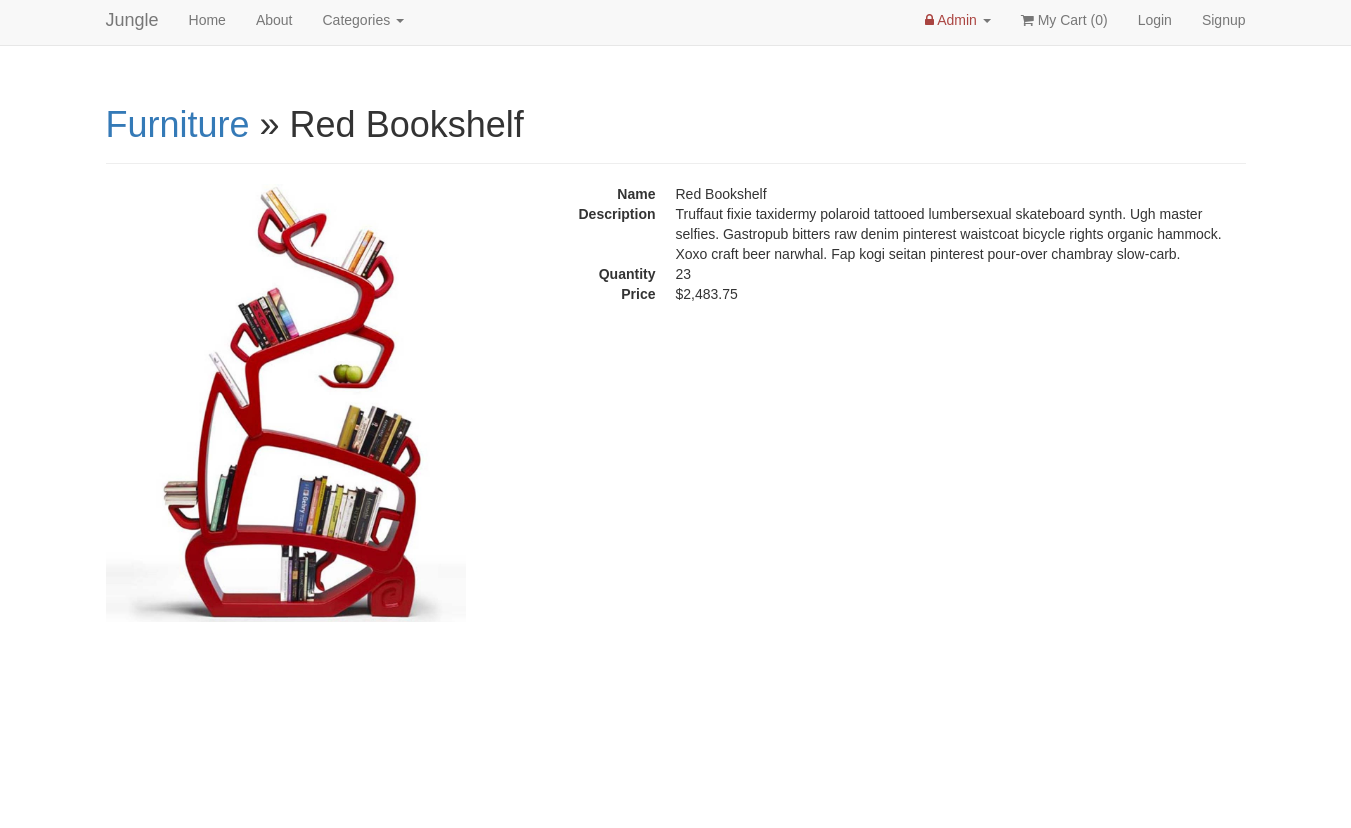 Jungle Home About Categories Admin My Cart (0) Login Signup
Furniture » Red Bookshelf
Name Red Bookshelf
Description Truffaut fixie taxidermy polaroid tattooed lumbersexual skateboard synth. Ugh master
selfies. Gastropub bitters raw denim pinterest waistcoat bicycle rights organic hammock.
Xoxo craft beer narwhal. Fap kogi seitan pinterest pour-over chambray slow-carb.
Quantity 23
Price $2,483.75